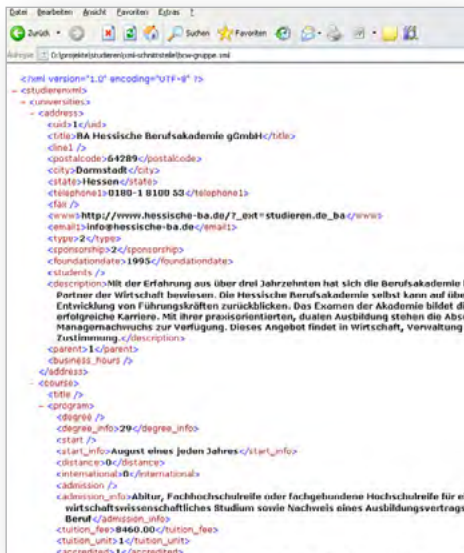 Datei Bearbeiten Ansicht Favoriten Extras ?
Zurück Suchen Favoriten
Adresse D:\projekte\studieren\xml-schnittstelle\bcw-gruppe.xml
<?xml version="1.0" encoding="UTF-8" ?>
- <studierenxml>
- <universities>
- <address>
<uid>1</uid>
<title>BA Hessische Berufsakademie gGmbH</title>
<line1 />
<postalcode>64289</postalcode>
<city>Darmstadt</city>
<state>Hessen</state>
<telephone1>0180-1 8100 53</telephone1>
<fax />
<www>http://www.hessische-ba.de/?_ext=studieren.de_ba</www>
<email1>info@hessische-ba.de</email1>
<type>2</type>
<sponsorship>2</sponsorship>
<foundationdate>1995</foundationdate>
<students />
<description>Mit der Erfahrung aus über drei Jahrzehnten hat sich die Berufsakademie
Partner der Wirtschaft bewiesen. Die Hessische Berufsakademie selbst kann auf übe
Entwicklung von Führungskräften zurückblicken. Das Examen der Akademie bildet di
erfolgreiche Karriere. Mit ihrer praxisorientierten, dualen Ausbildung stehen die Abs
Managernachwuchs zur Verfügung. Dieses Angebot findet in Wirtschaft, Verwaltung
Zustimmung.</description>
<parent>1</parent>
<business_hours />
</address>
- <course>
<title />
- <program>
<degree />
<degree_info>29</degree_info>
<start />
<start_info>August eines jeden Jahres</start_info>
<distance>0</distance>
<international>0</international>
<admission />
<admission_info>Abitur, Fachhochschulreife oder fachgebundene Hochschulreife für e
wirtschaftswissenschaftliches Studium sowie Nachweis eines Ausbildungsvertrags
Beruf</admission_info>
<tuition_fee>8460.00</tuition_fee>
<tuition_unit>1</tuition_unit>
<accredited>1</accredited>